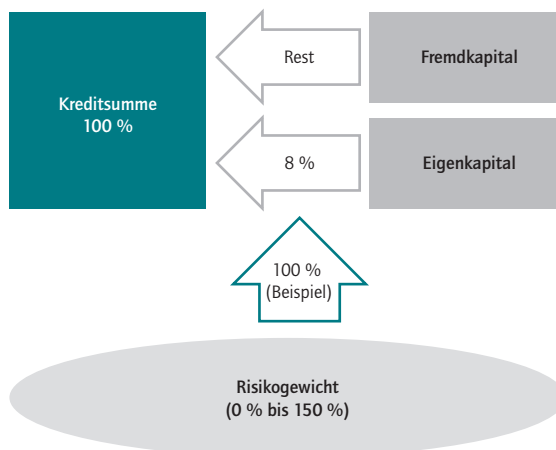 Rest
Fremdkapital
Kreditsumme
100 %
8 %
Eigenkapital
100 %
(Beispiel)
Risikogewicht
(0 % bis 150 %)